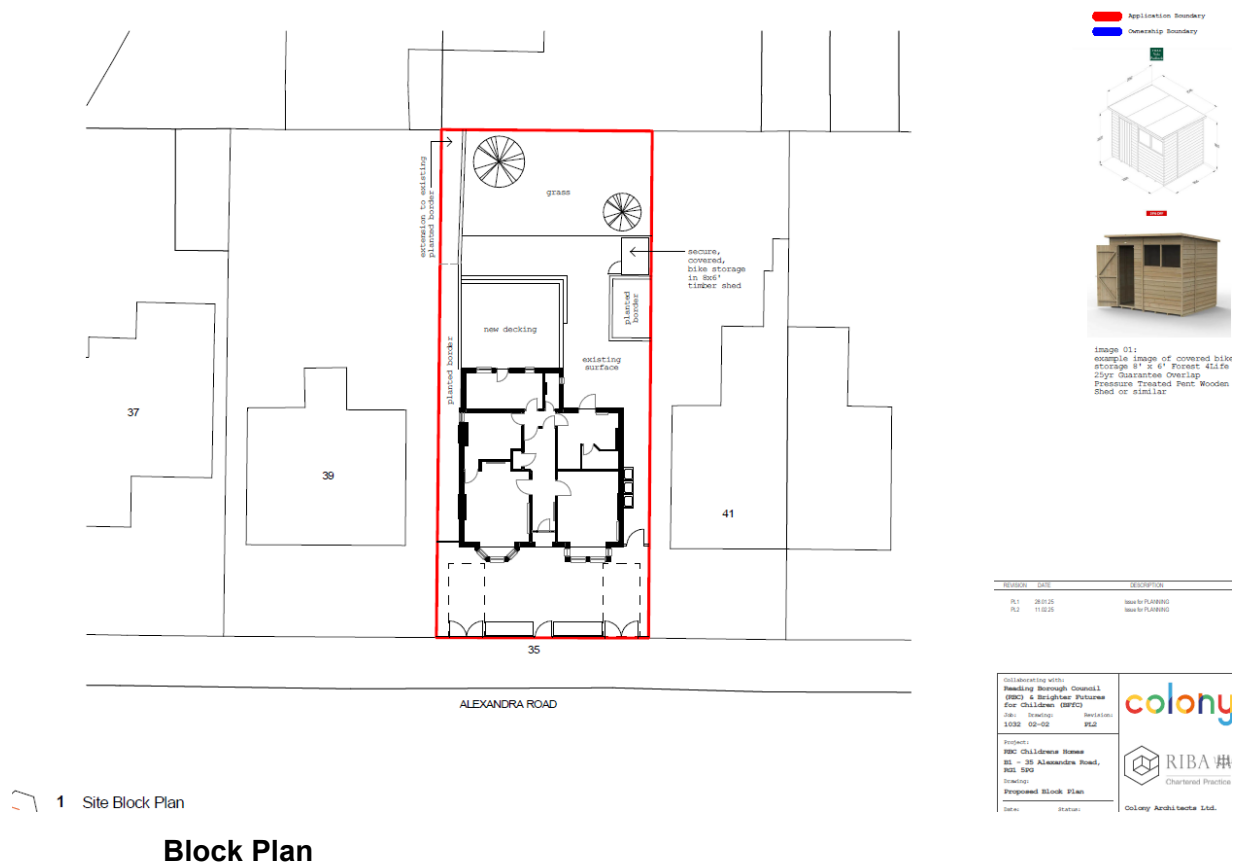 Application Boundary
Ownership Boundary
extension to existing
planted border
grass
secure,
covered,
bike storage
in 8x6'
timber shed
planted
border
new decking
existing
surface
planted border
37
39
41
35
ALEXANDRA ROAD
image 01:
example image of covered bike
storage 8' x 6' Forest 4Life
25yr Guarantee Overlap
Pressure Treated Pent Wooden
Shed or similar
REVISION DATE DESCRIPTION
PL1 28.01.25 Issue for PLANNING
PL2 11.02.25 Issue for PLANNING
Collaborating with:
Reading Borough Council
(RBC) & Brighter Futures
for Children (BFfC)
Job: Drawing: Revision:
1032 02-02 PL2
Project:
RBC Childrens Homes
B1 - 35 Alexandra Road,
RG1 5PG
Drawing:
Proposed Block Plan
Date: Status:
colony
RIBA
Chartered Practice
Colony Architects Ltd.
1 Site Block Plan
Block Plan